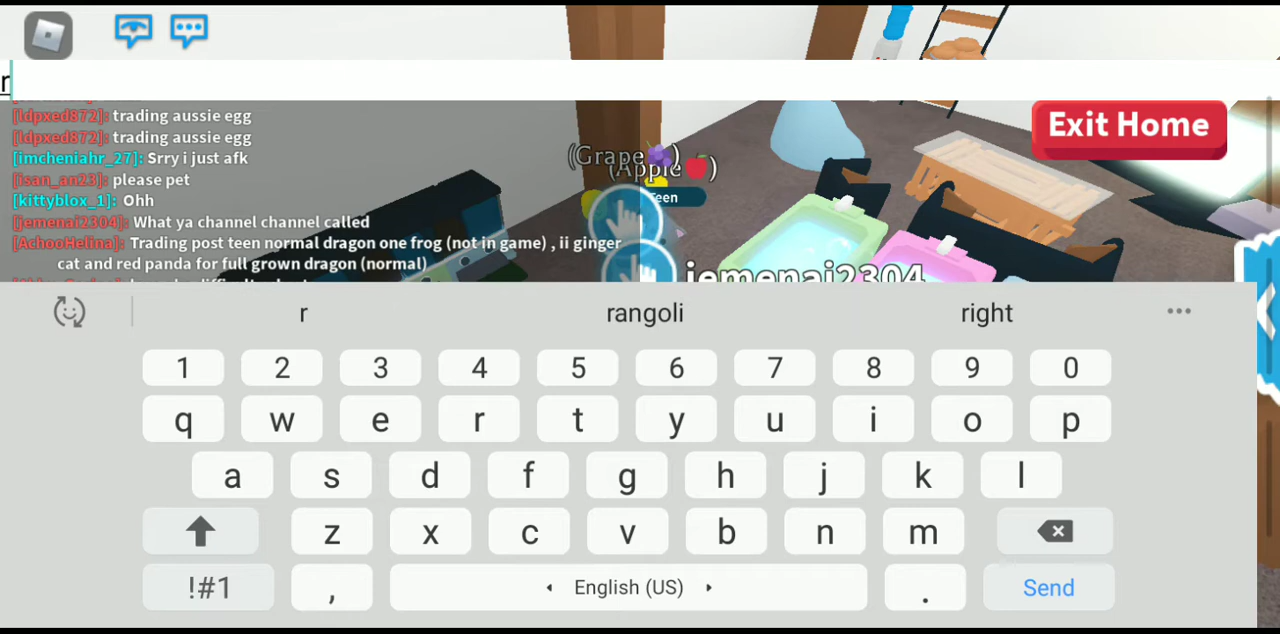 r
[ldpxed872]: trading aussie egg
[ldpxed872]: trading aussie egg
[imcheniahr_27]: Srry i just afk
[isan_an23]: please pet
[kittyblox_1]: Ohh
[jemenai2304]: What ya channel channel called
[AchooHelina]: Trading post teen normal dragon one frog (not in game) , ii ginger
cat and red panda for full grown dragon (normal)
Exit Home
(Grape🍇)
(Apple🍎)
Teen
jemenai2304
r rangoli right •••
1 2 3 4 5 6 7 8 9 0
q w e r t y u i o p
a s d f g h j k l
z x c v b n m
!#1 , English (US) . Send